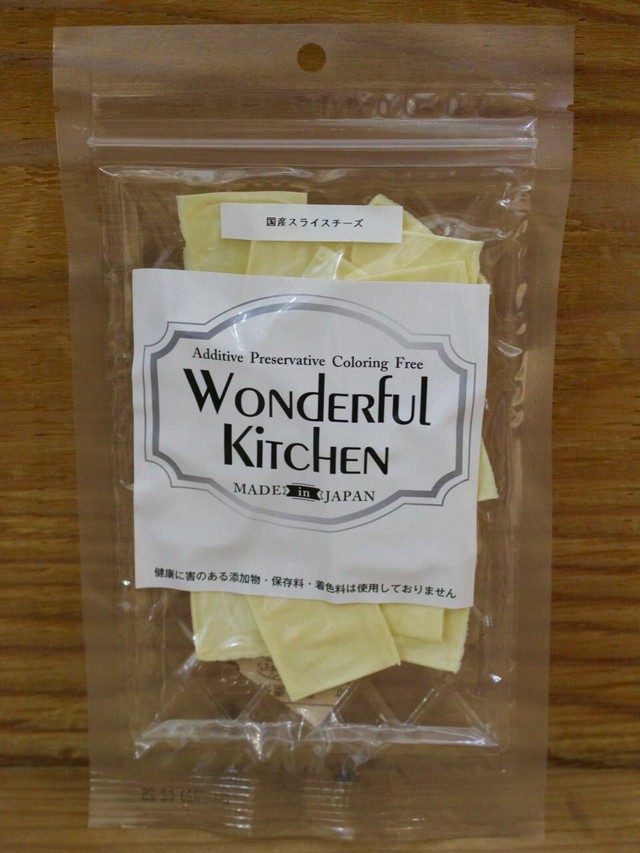 国産スライスチーズ
Additive Preservative Coloring Free
WONDERFUL
KITCHEN
MADE in JAPAN
健康に害のある添加物・保存料・着色料は使用しておりません